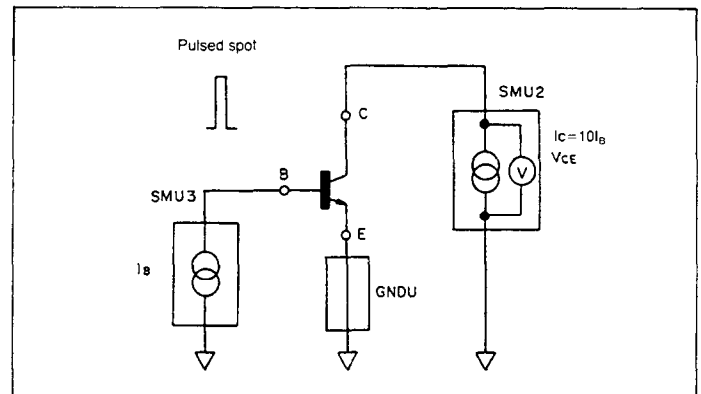 Pulsed spot
C
SMU2
Ic=10IB
VCE
V
B
SMU3
E
IB
GNDU